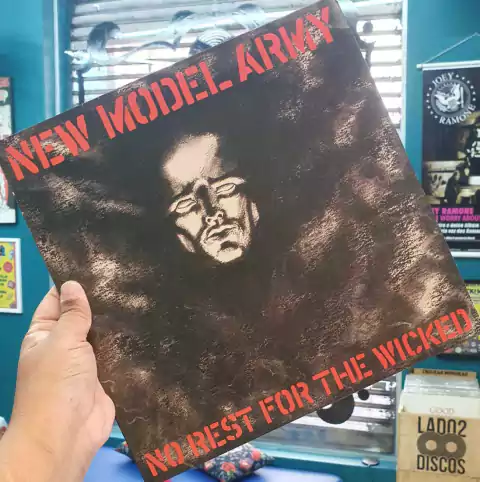 NEW MODEL ARMY
NO REST FOR THE WICKED
JOEY
RAMONE
LADO2
DISCOS